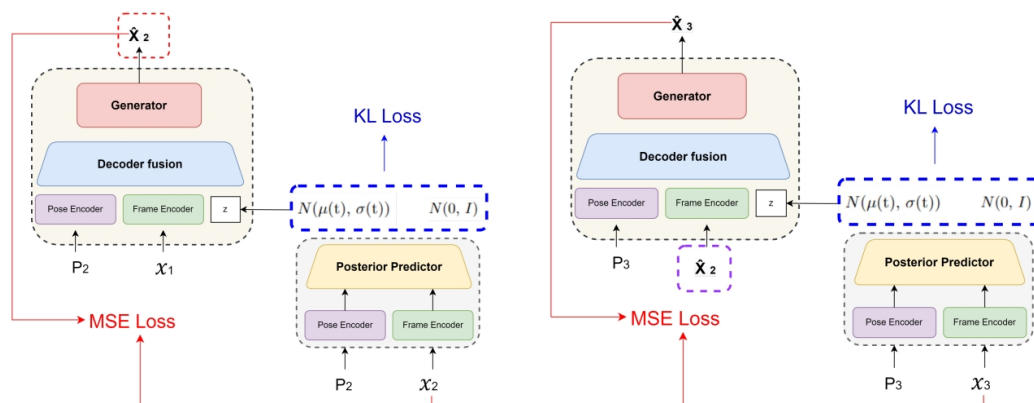 X̂ 2
Generator
Decoder fusion
Pose Encoder
Frame Encoder
z
P2
x1
KL Loss
N(μ(t), σ(t))
N(0, I)
Posterior Predictor
Pose Encoder
Frame Encoder
P2
x2
MSE Loss
X̂ 3
Generator
Decoder fusion
Pose Encoder
Frame Encoder
z
P3
X̂ 2
KL Loss
N(μ(t), σ(t))
N(0, I)
Posterior Predictor
Pose Encoder
Frame Encoder
P3
x3
MSE Loss